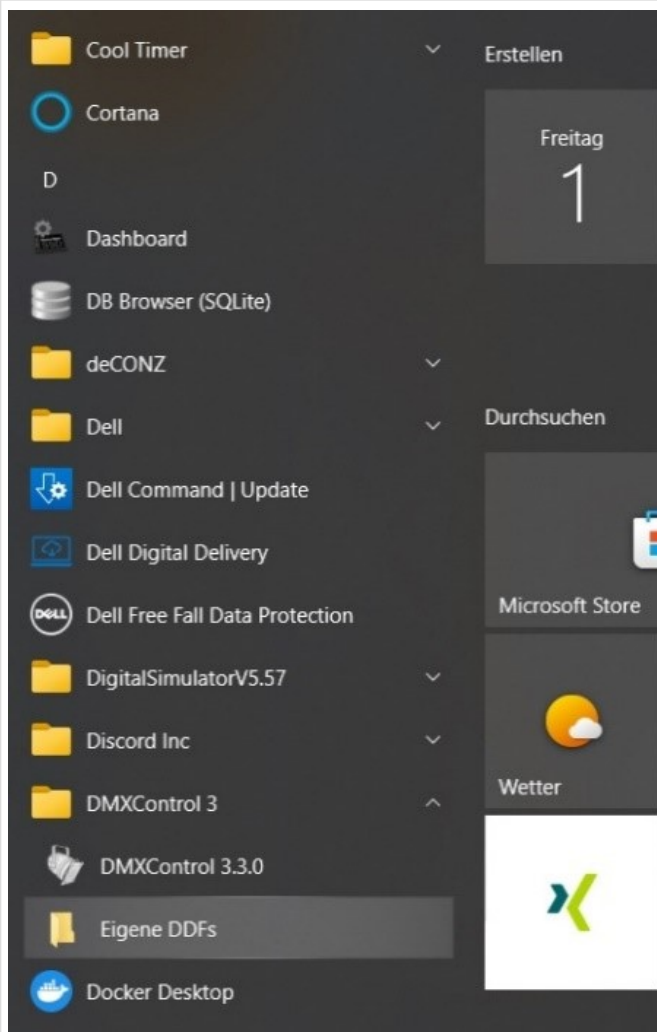 Cool Timer
Cortana
D
Dashboard
DB Browser (SQLite)
deCONZ
Dell
Dell Command | Update
Dell Digital Delivery
DELL
Dell Free Fall Data Protection
DigitalSimulatorV5.57
Discord Inc
DMXControl 3
DMXControl 3.3.0
Eigene DDFs
Docker Desktop
Erstellen
Freitag
1
Durchsuchen
Microsoft Store
Wetter